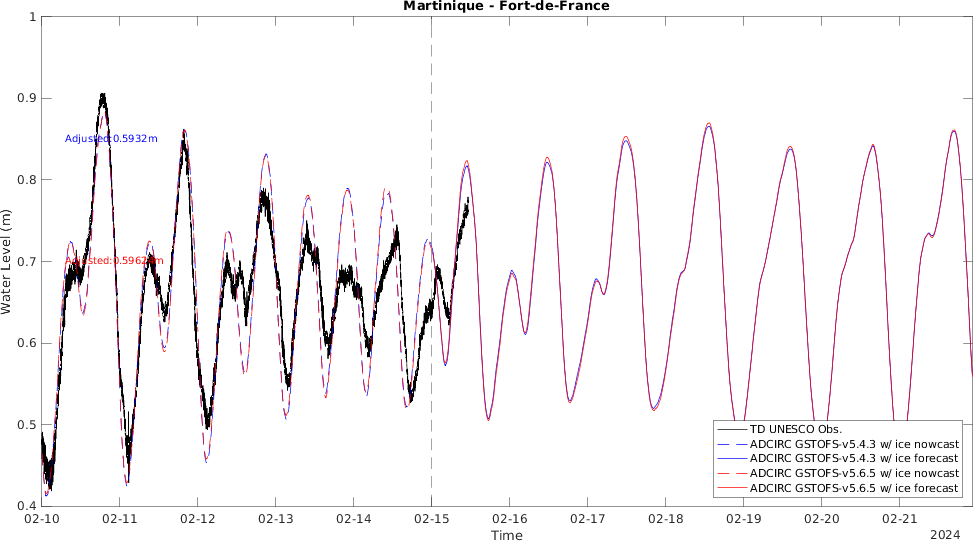 Martinique - Fort-de-France
Water Level (m)
1
0.9
0.8
0.7
0.6
0.5
0.4
Adjusted:0.5932m
TD UNESCO Obs.
ADCIRC GSTOFS-v5.4.3 w/ ice nowcast
ADCIRC GSTOFS-v5.4.3 w/ ice forecast
ADCIRC GSTOFS-v5.6.5 w/ ice nowcast
ADCIRC GSTOFS-v5.6.5 w/ ice forecast
02-10 02-11 02-12 02-13 02-14 02-15 02-16 02-17 02-18 02-19 02-20 02-21
Time
2024